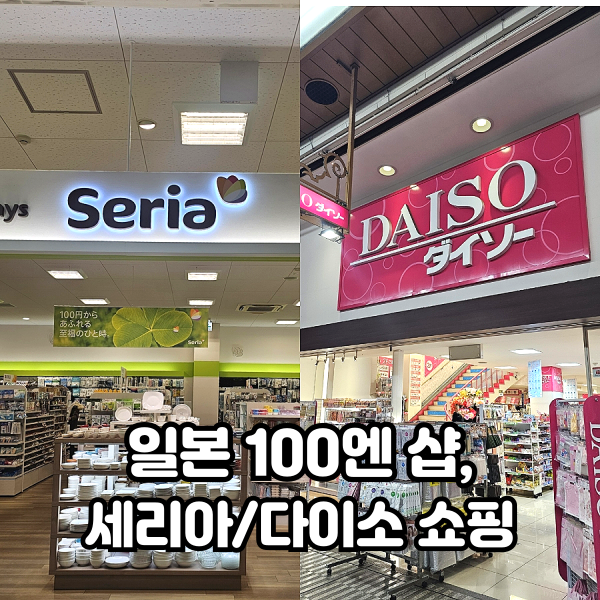 ays
Seria
100円から
あふれる
至福のひと時。
Seria
O ダイソー
DAISO
ダイソー
DAISO
일본 100엔 샵,
세리아/다이소 쇼핑